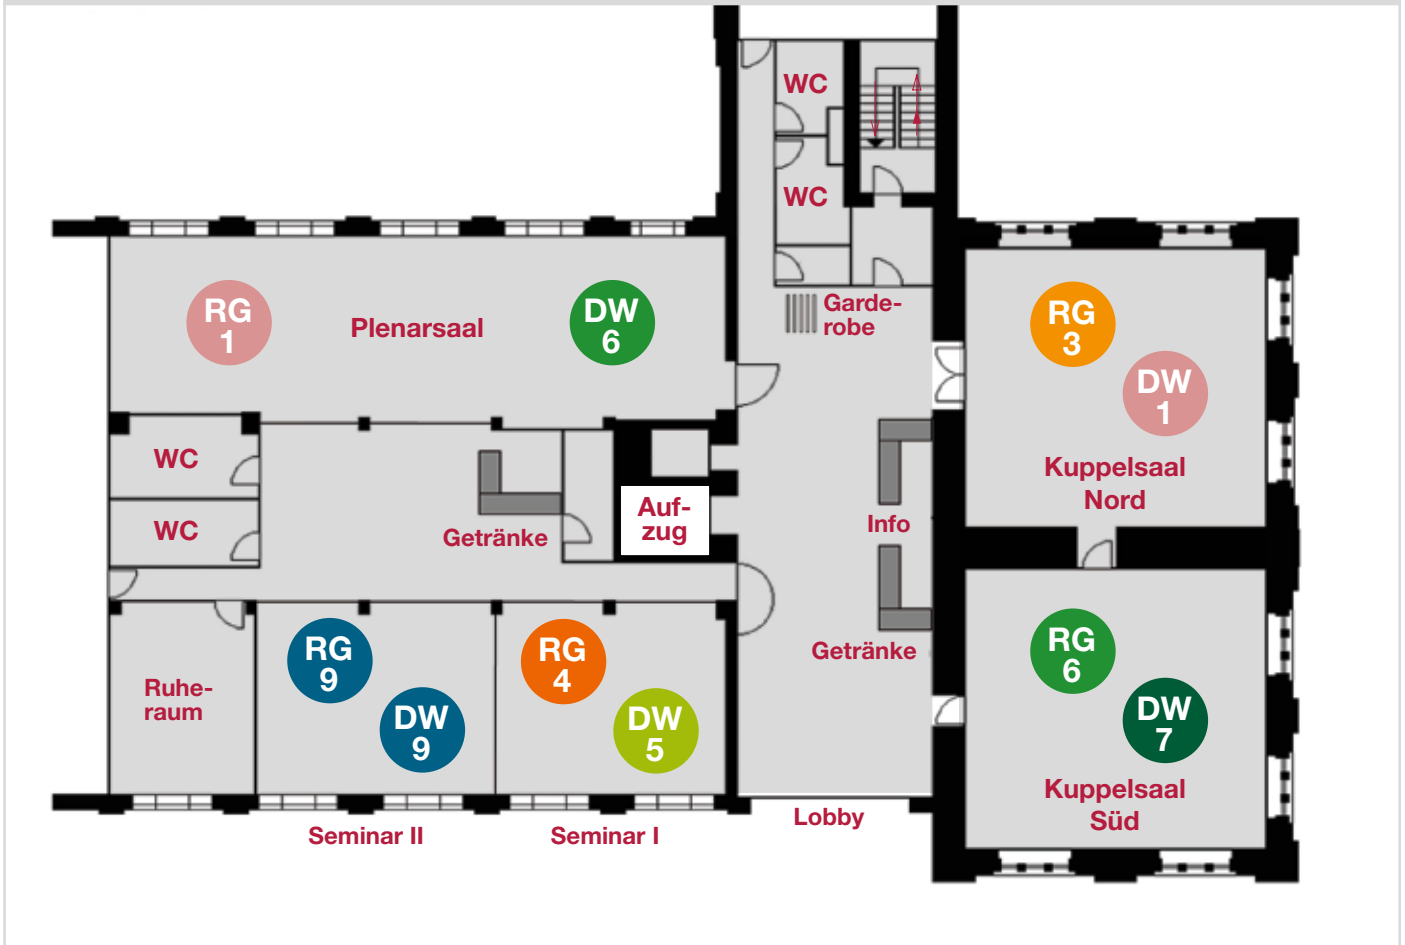 WC
WC
Garde-
robe
RG
1
Plenarsaal
DW
6
RG
3
DW
1
Kuppelsaal
Nord
WC
WC
Getränke
Auf-
zug
Info
Getränke
Ruhe-
raum
RG
9
DW
9
RG
4
DW
5
RG
6
DW
7
Kuppelsaal
Süd
Seminar II
Seminar I
Lobby